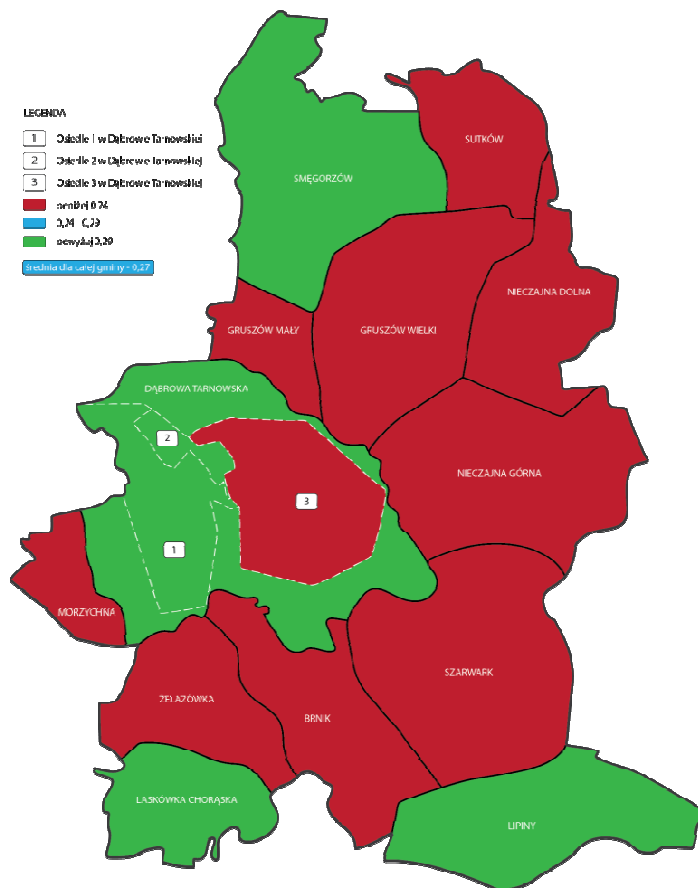 LEGENDA
1 Osiedle 1 w Dąbrowie Tarnowskiej
2 Osiedle 2 w Dąbrowie Tarnowskiej
3 Osiedle 3 w Dąbrowie Tarnowskiej
poniżej 0,24
0,24 - 0,29
powyżej 0,29
średnia dla całej gminy - 0,27
SUTKÓW
SMĘGORZÓW
NIECZAJNA DOLNA
GRUSZÓW MAŁY
GRUSZÓW WIELKI
DĄBROWA TARNOWSKA
2
NIECZAJNA GÓRNA
3
1
MORZYCHNA
SZARWARK
ŻELAZÓWKA
BRNIK
LASKÓWKA CHORĄSKA
LIPINY